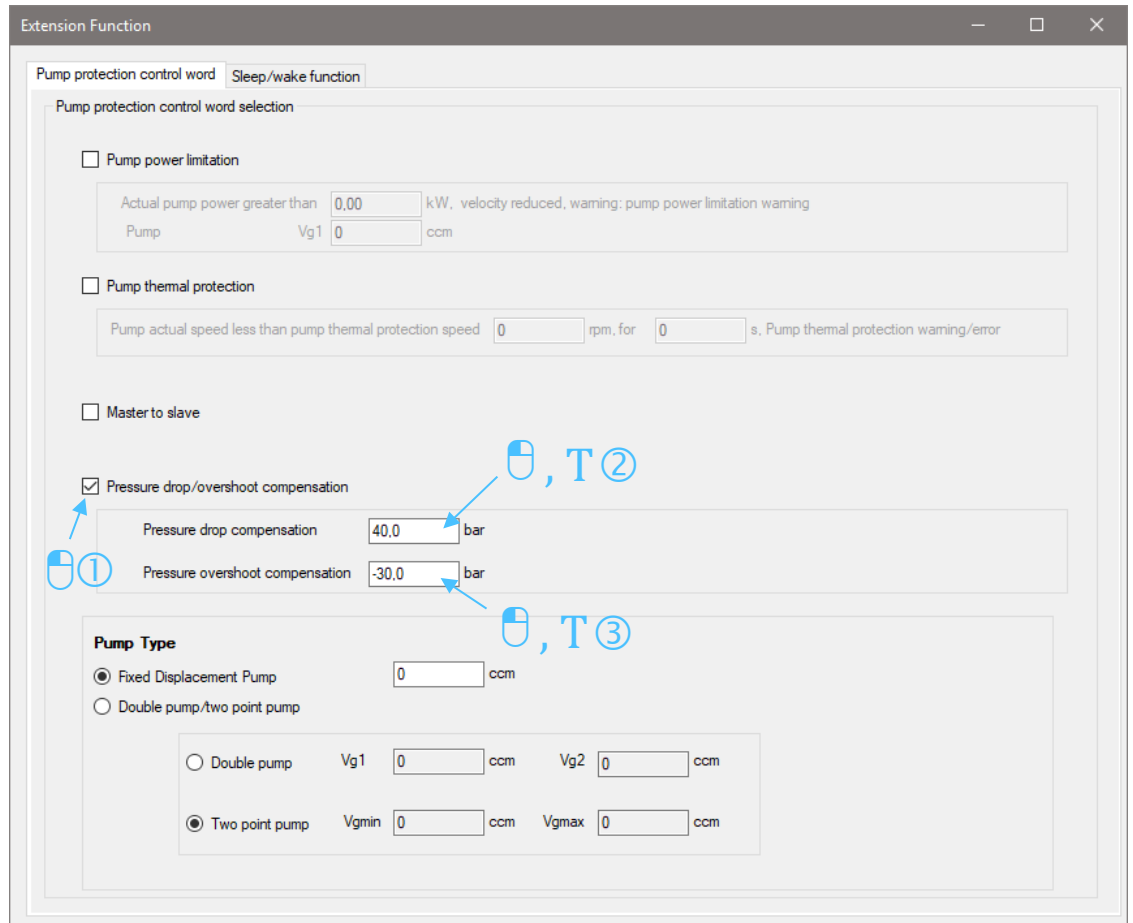 Extension Function
Pump protection control word Sleep/wake function
Pump protection control word selection
Pump power limitation
Actual pump power greater than 0,00 kW, velocity reduced, warning: pump power limitation warning
Pump Vg1 0 ccm
Pump thermal protection
Pump actual speed less than pump thermal protection speed 0 rpm, for 0 s, Pump thermal protection warning/error
Master to slave
, T ②
Pressure drop/overshoot compensation
Pressure drop compensation 40,0 bar
①
Pressure overshoot compensation -30,0 bar
, T ③
Pump Type
Fixed Displacement Pump 0 ccm
Double pump/two point pump
Double pump Vg1 0 ccm Vg2 0 ccm
Two point pump Vgmin 0 ccm Vgmax 0 ccm